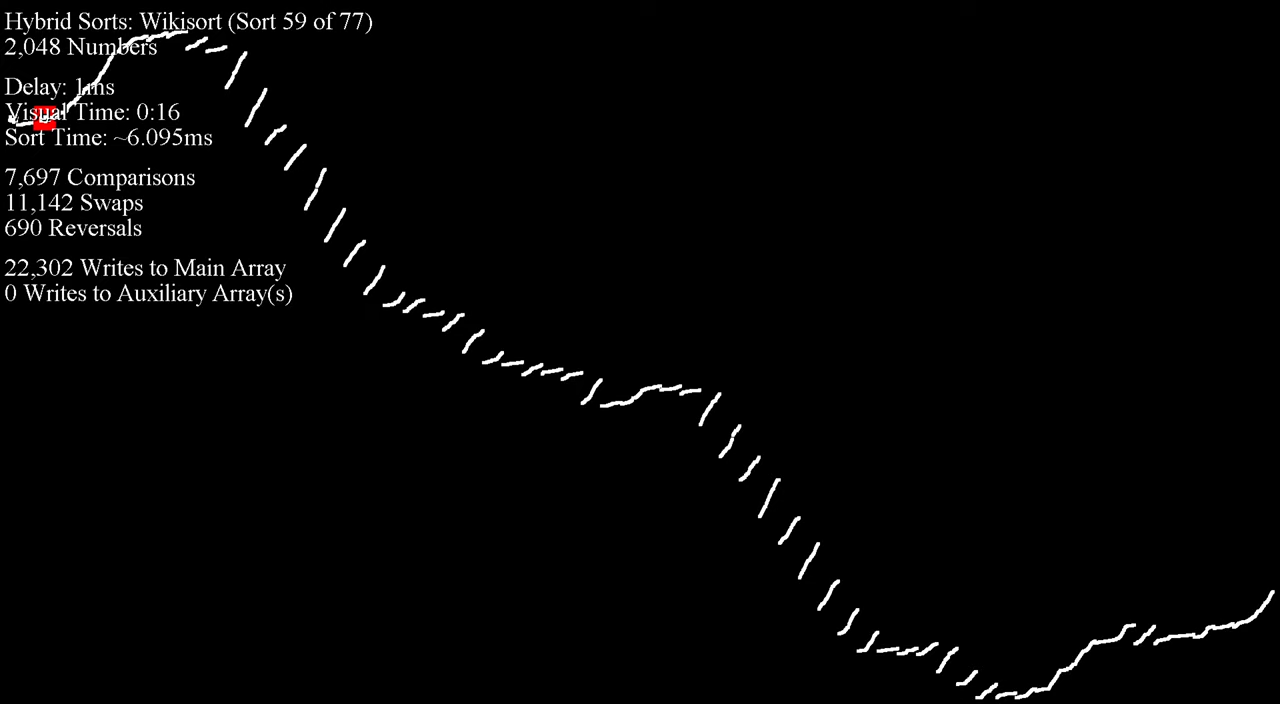 Hybrid Sorts: Wikisort (Sort 59 of 77)
2,048 Numbers
Delay: 1ms
Visual Time: 0:16
Sort Time: ~6.095ms
7,697 Comparisons
11,142 Swaps
690 Reversals
22,302 Writes to Main Array
0 Writes to Auxiliary Array(s)